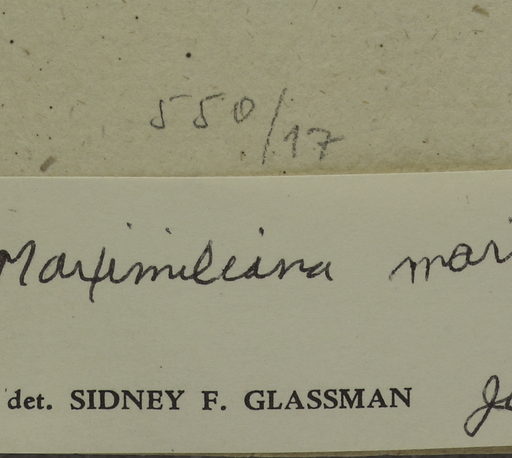 550/17
Maximiliana mari
det. SIDNEY F. GLASSMAN